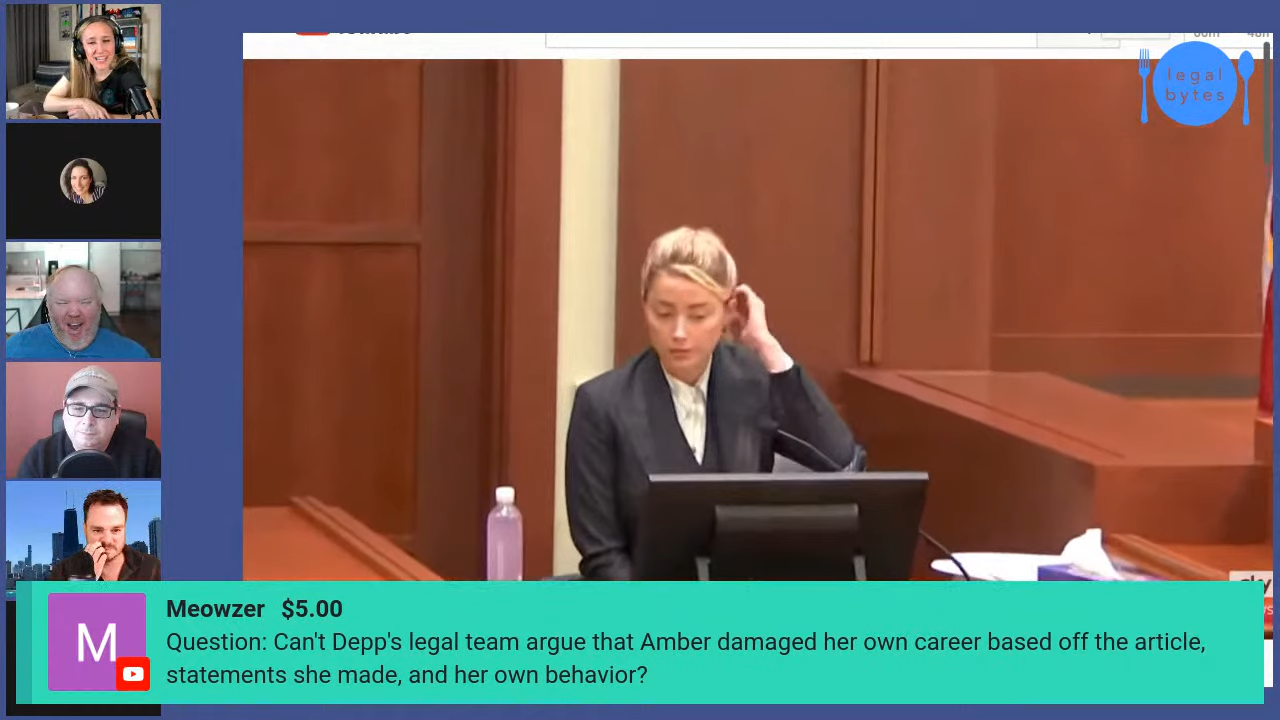 legal
bytes
sky
M
Meowzer $5.00
Question: Can't Depp's legal team argue that Amber damaged her own career based off the article,
statements she made, and her own behavior?